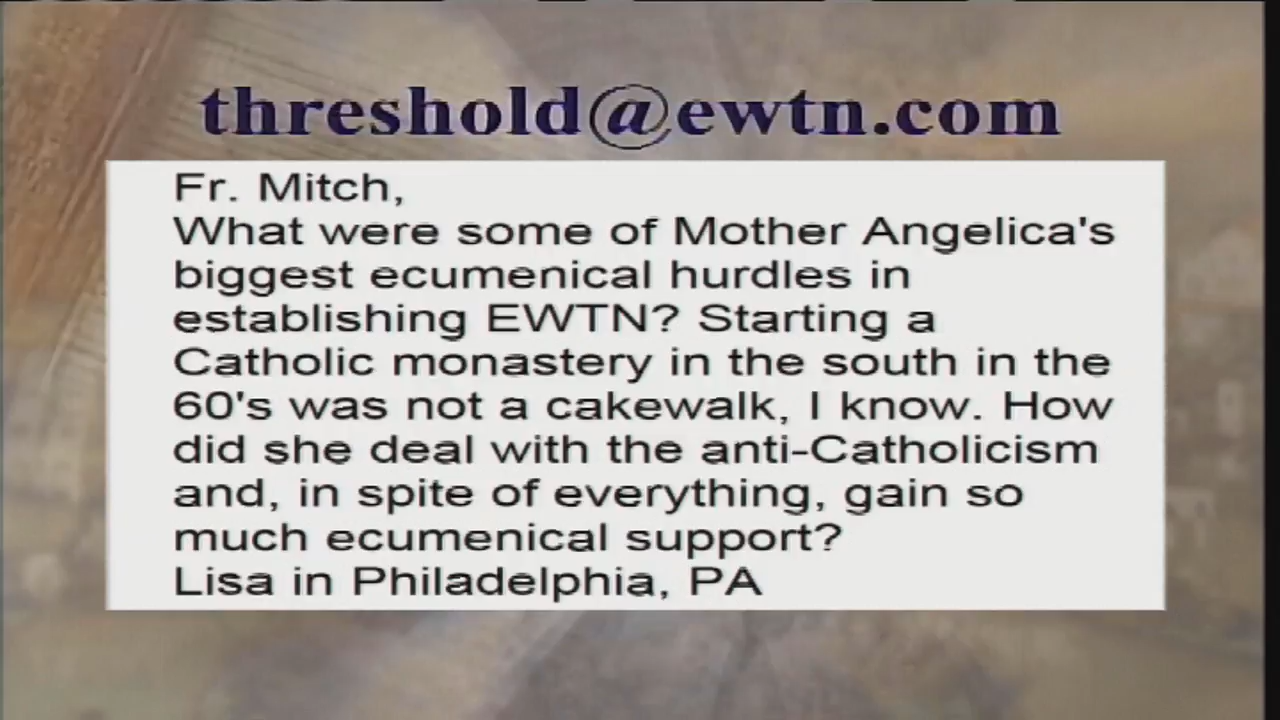 threshold@ewtn.com
Fr. Mitch,
What were some of Mother Angelica's
biggest ecumenical hurdles in
establishing EWTN? Starting a
Catholic monastery in the south in the
60's was not a cakewalk, I know. How
did she deal with the anti-Catholicism
and, in spite of everything, gain so
much ecumenical support?
Lisa in Philadelphia, PA